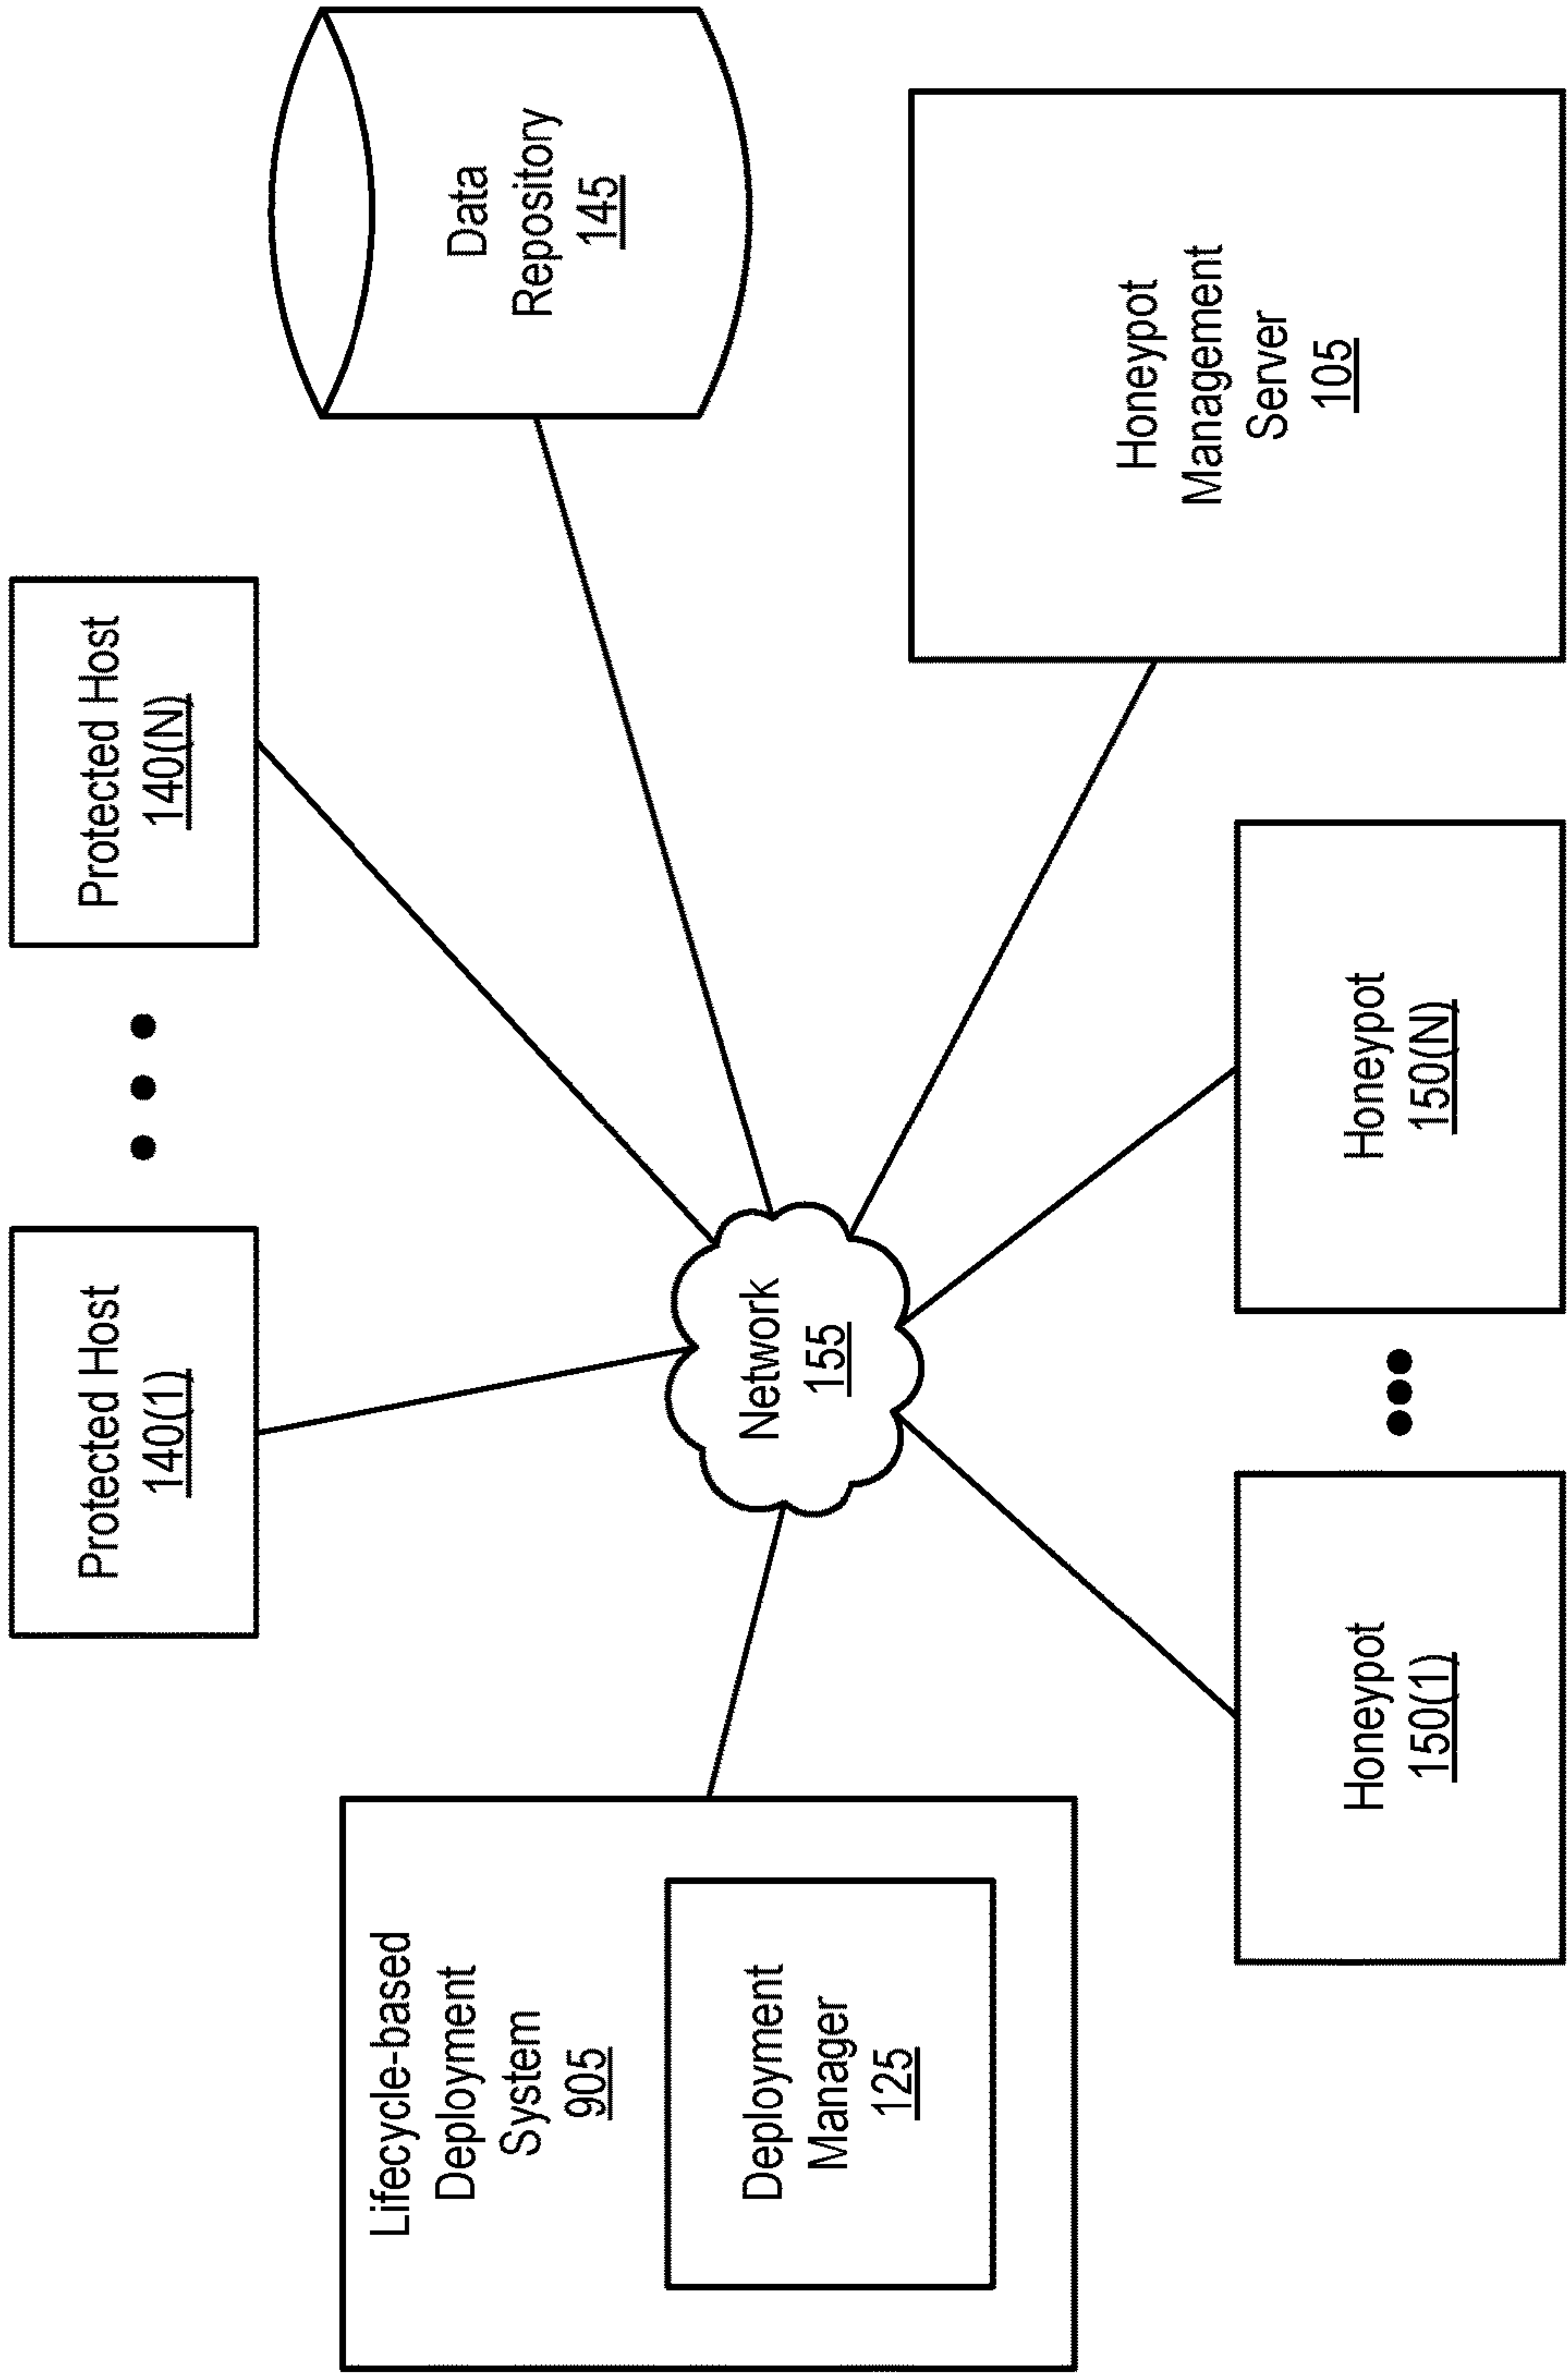 Protected Host
140(1)
Protected Host
140(N)
Data
Repository
145
Lifecycle-based
Deployment
System
905
Deployment
Manager
125
Network
155
Honeypot
Management
Server
105
Honeypot
150(1)
Honeypot
150(N)